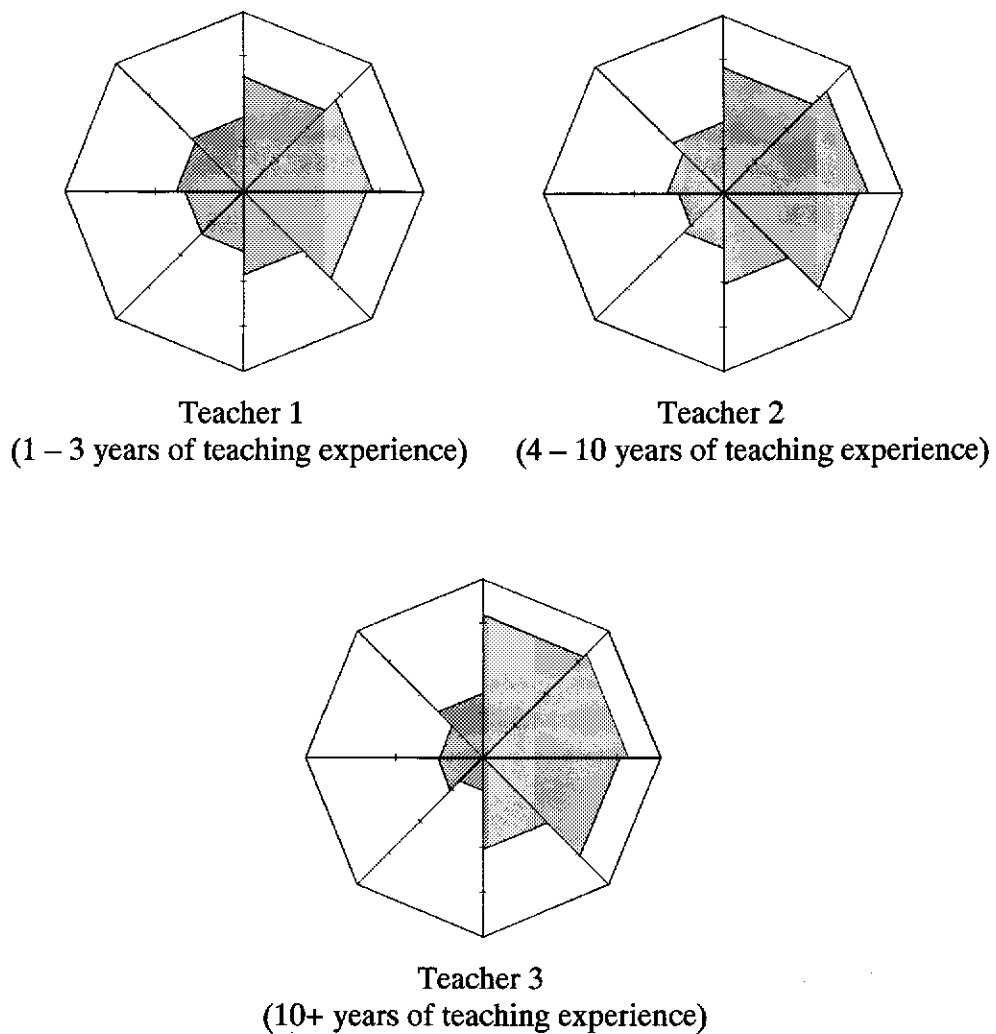 Teacher 1
(1 – 3 years of teaching experience)
Teacher 2
(4 – 10 years of teaching experience)
Teacher 3
(10+ years of teaching experience)